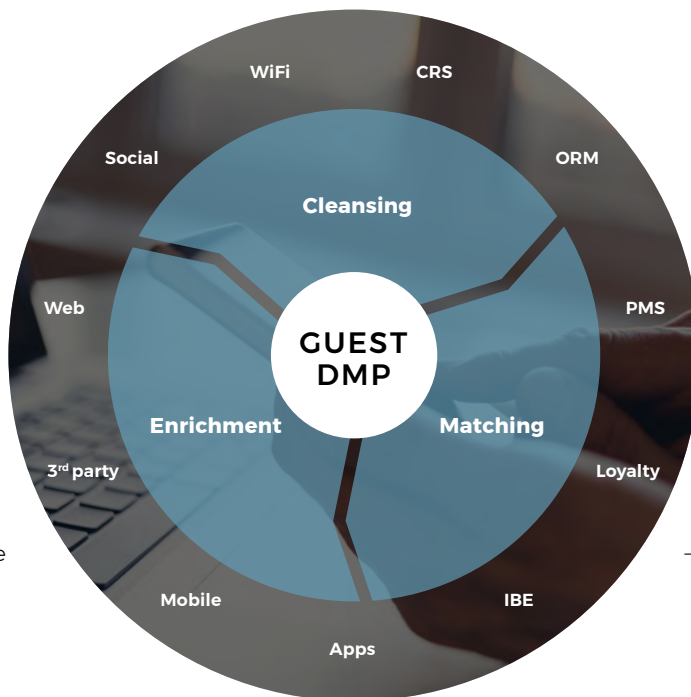 WiFi
CRS
Social
ORM
Cleansing
Web
PMS
GUEST
DMP
Enrichment
Matching
3rd party
Loyalty
e
Mobile
IBE
Apps